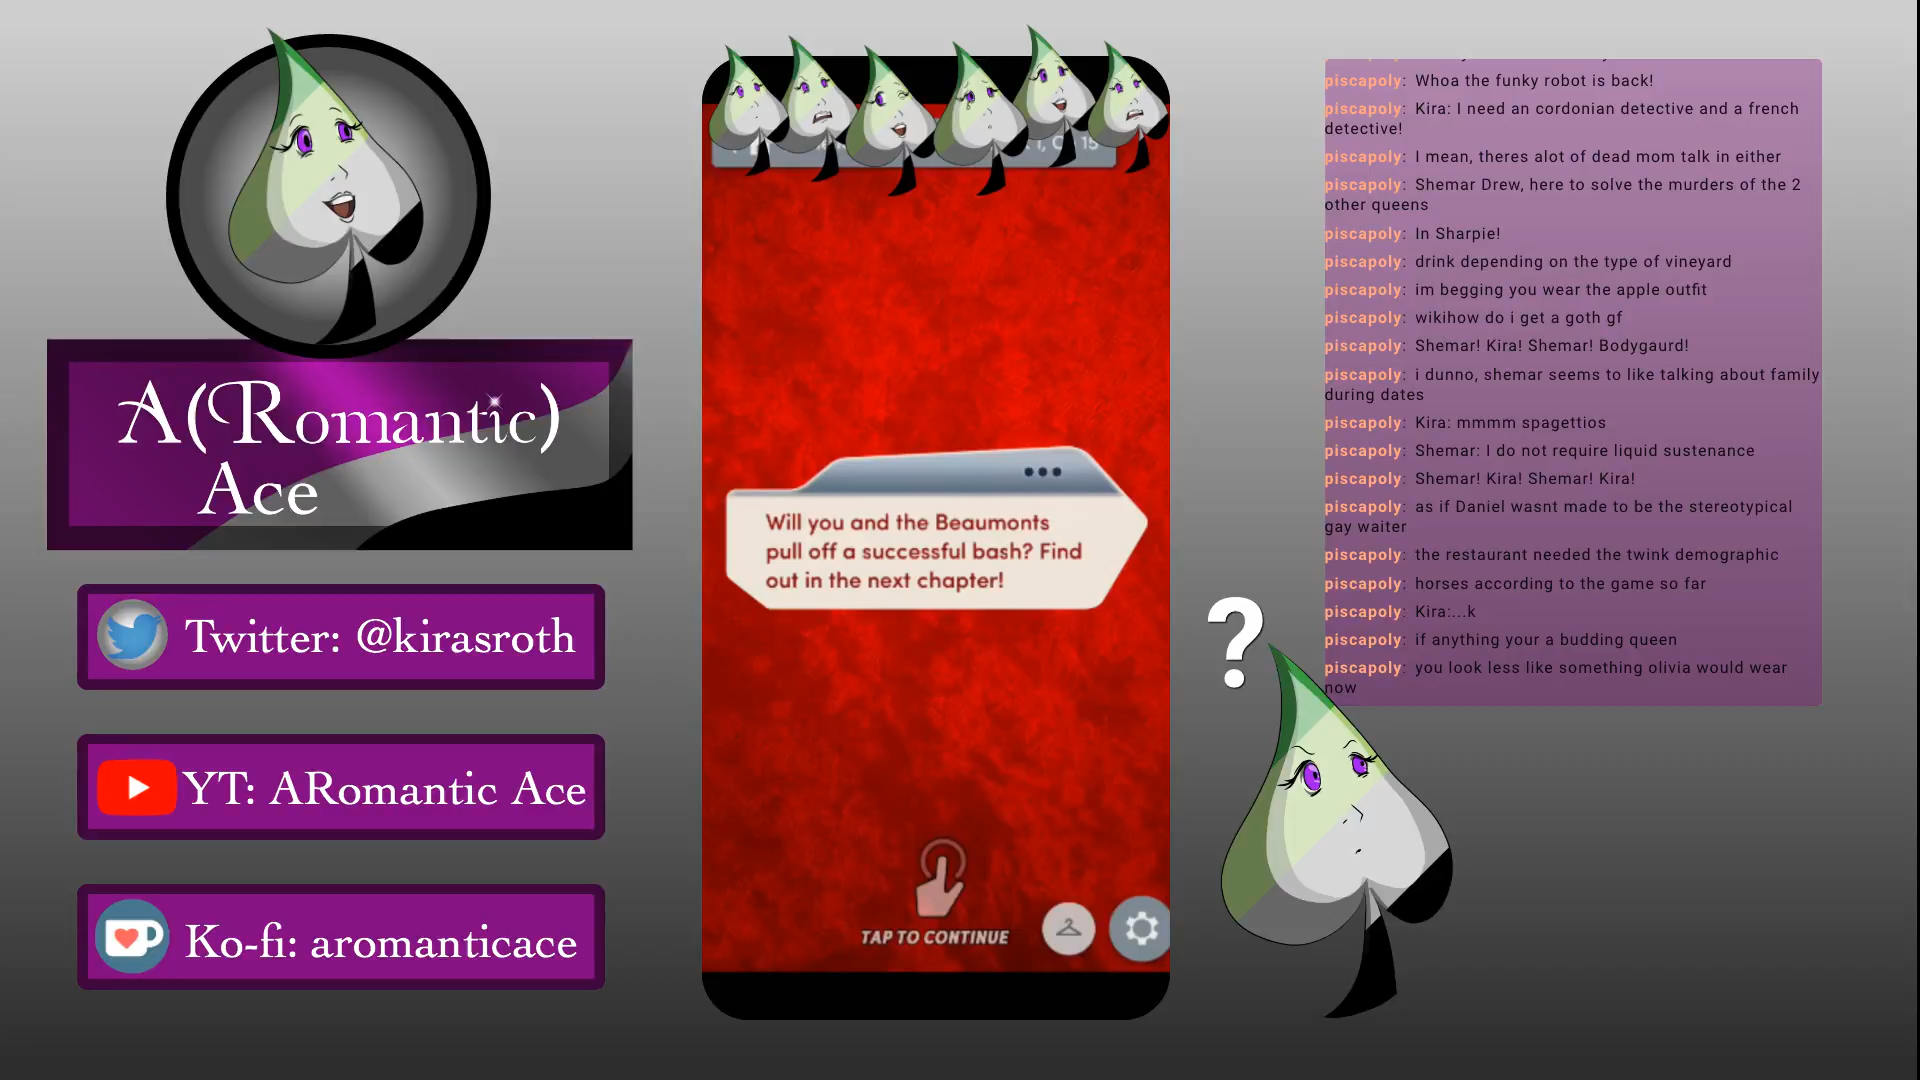 A(Romantic)
Ace
Twitter: @kirasroth
YT: ARomantic Ace
Ko-fi: aromanticace
15
Will you and the Beaumonts
pull off a successful bash? Find
out in the next chapter!
TAP TO CONTINUE
?
piscapoly: Whoa the funky robot is back!
piscapoly: Kira: I need an cordonian detective and a french
detective!
piscapoly: I mean, theres alot of dead mom talk in either
piscapoly: Shemar Drew, here to solve the murders of the 2
other queens
piscapoly: In Sharpie!
piscapoly: drink depending on the type of vineyard
piscapoly: im begging you wear the apple outfit
piscapoly: wikihow do i get a goth gf
piscapoly: Shemar! Kira! Shemar! Bodygaurd!
piscapoly: i dunno, shemar seems to like talking about family
during dates
piscapoly: Kira: mmmm spagettios
piscapoly: Shemar: I do not require liquid sustenance
piscapoly: Shemar! Kira! Shemar! Kira!
piscapoly: as if Daniel wasnt made to be the stereotypical
gay waiter
piscapoly: the restaurant needed the twink demographic
piscapoly: horses according to the game so far
piscapoly: Kira:...k
piscapoly: if anything your a budding queen
piscapoly: you look less like something olivia would wear
now